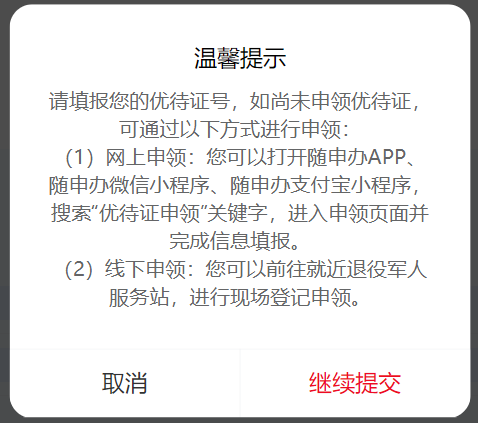 温馨提示
请填报您的优待证号，如尚未申领优待证，
可通过以下方式进行申领：
（1）网上申领：您可以打开随申办APP、
随申办微信小程序、随申办支付宝小程序，
搜索“优待证申领”关键字，进入申领页面并
完成信息填报。
（2）线下申领：您可以前往就近退役军人
服务站，进行现场登记申领。
取消
继续提交